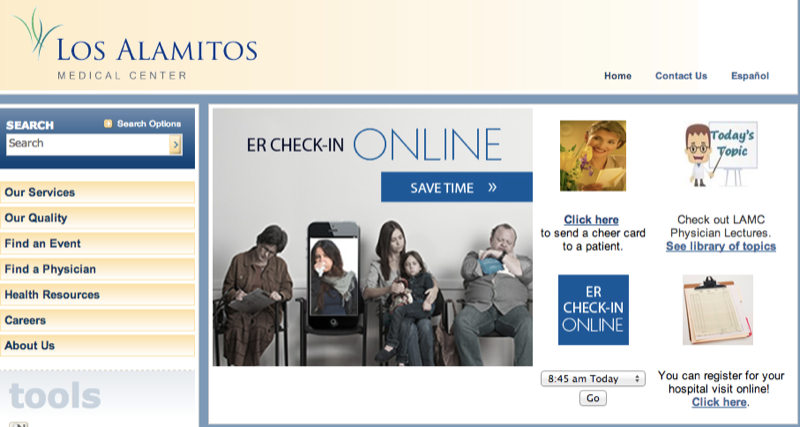 LOS ALAMITOS
MEDICAL CENTER
Home
Contact Us
Español
SEARCH
Search Options
Search
Our Services
Our Quality
Find an Event
Find a Physician
Health Resources
Careers
About Us
tools
ER CHECK-IN ONLINE
SAVE TIME »
Click here
to send a cheer card
to a patient.
Today's
Topic
Check out LAMC
Physician Lectures.
See library of topics
ER
CHECK-IN
ONLINE
8:45 am Today
Go
You can register for your
hospital visit online!
Click here.